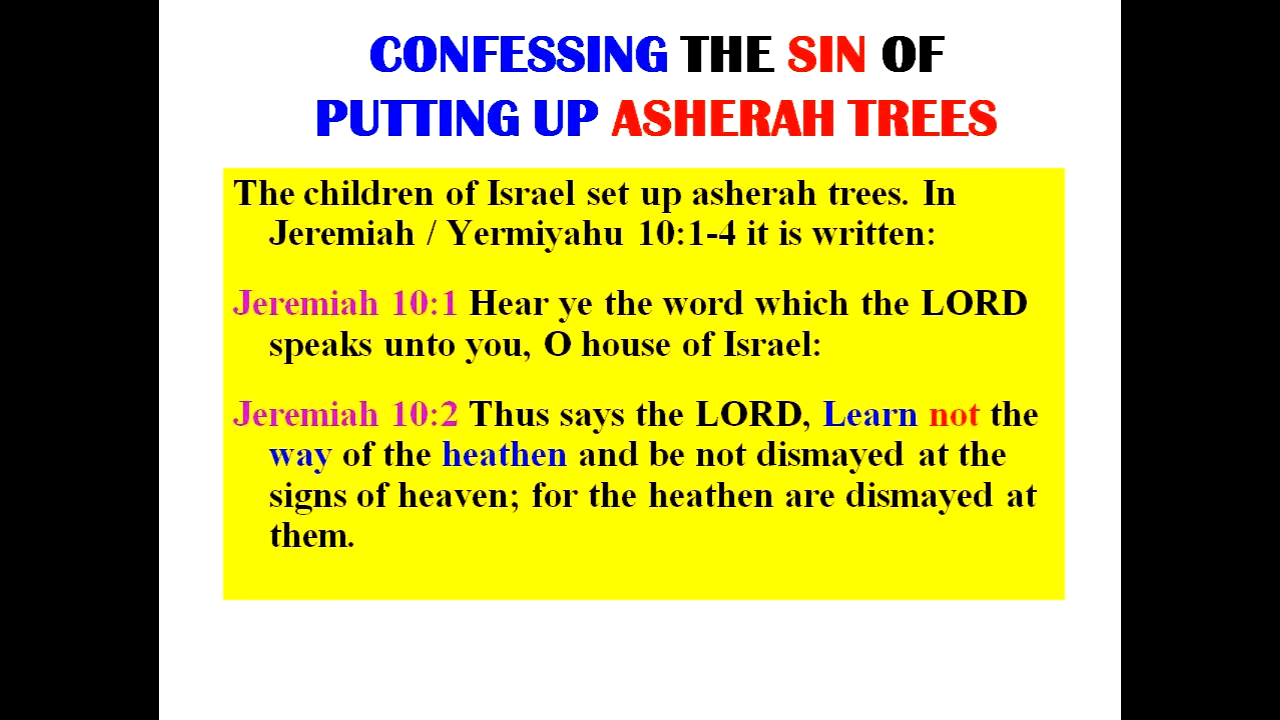 CONFESSING THE SIN OF
PUTTING UP ASHERAH TREES
The children of Israel set up asherah trees. In
Jeremiah / Yermiyahu 10:1-4 it is written:
Jeremiah 10:1 Hear ye the word which the LORD
speaks unto you, O house of Israel:
Jeremiah 10:2 Thus says the LORD, Learn not the
way of the heathen and be not dismayed at the
signs of heaven; for the heathen are dismayed at
them.